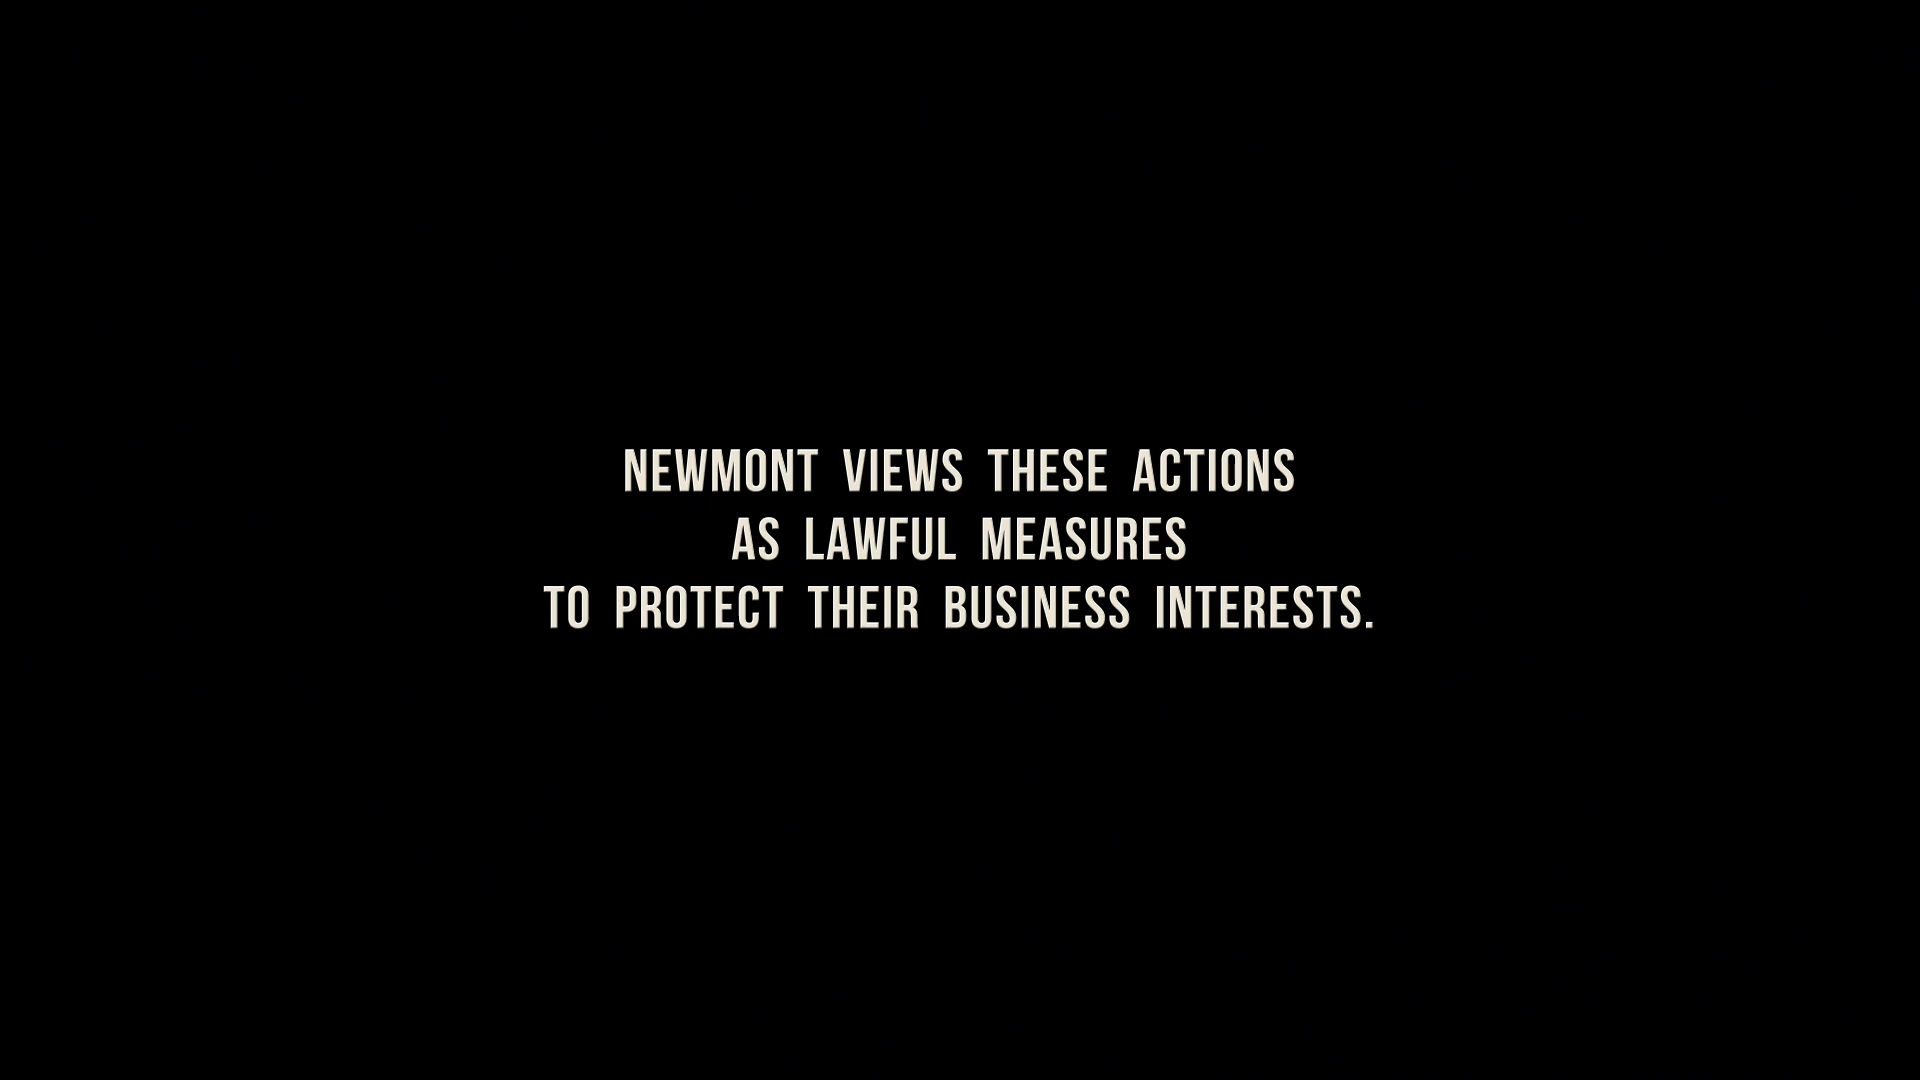 NEWMONT VIEWS THESE ACTIONS
AS LAWFUL MEASURES
TO PROTECT THEIR BUSINESS INTERESTS.